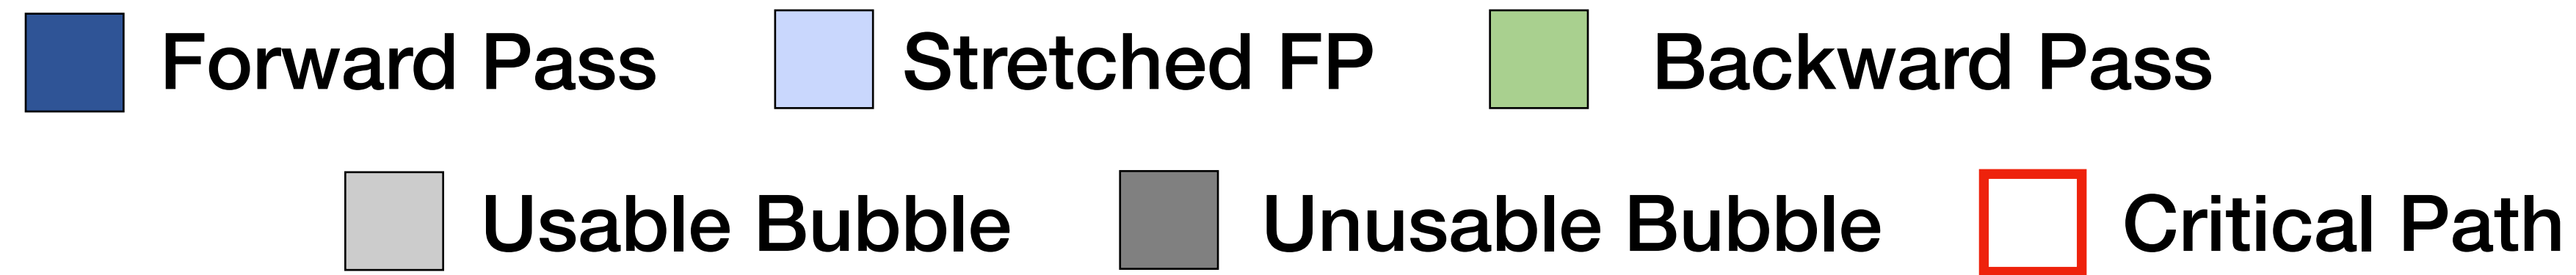 Forward Pass Stretched FP Backward Pass
Usable Bubble Unusable Bubble Critical Path